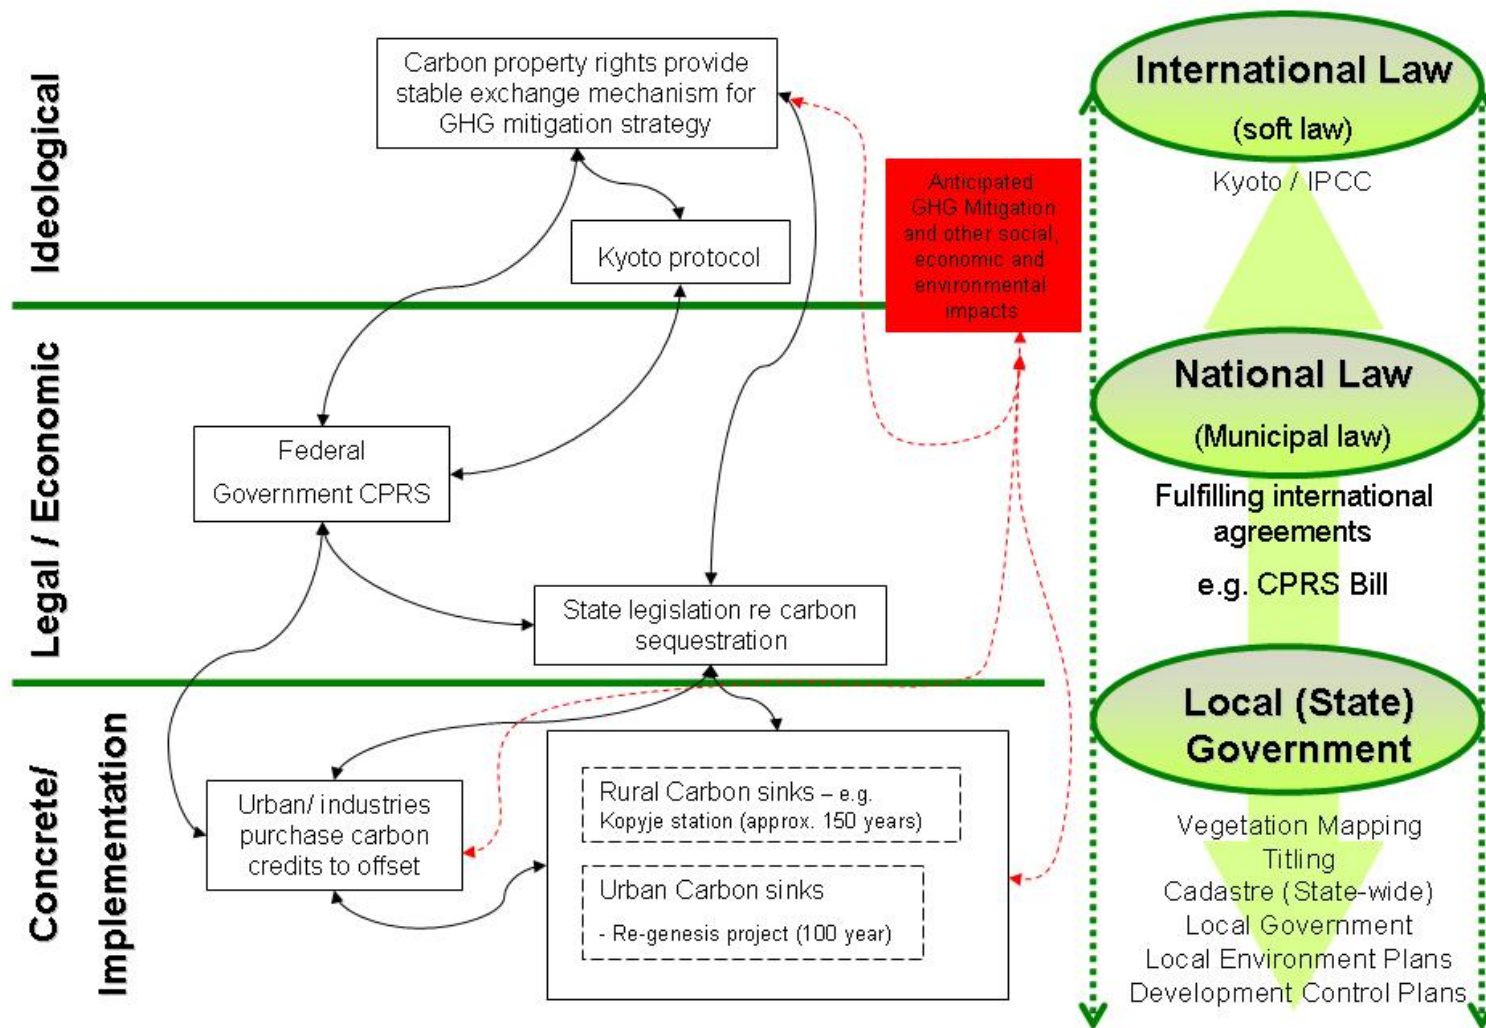 Ideological
Carbon property rights provide
stable exchange mechanism for
GHG mitigation strategy
Kyoto protocol
Anticipated
GHG Mitigation
and other social,
economic and
environmental
impacts
Legal / Economic
Federal
Government CPRS
State legislation re carbon
sequestration
Concrete/
Implementation
Urban/ industries
purchase carbon
credits to offset
Rural Carbon sinks – e.g.
Kopyje station (approx. 150 years)
Urban Carbon sinks
- Re-genesis project (100 year)
International Law
(soft law)
Kyoto / IPCC
National Law
(Municipal law)
Fulfilling international
agreements
e.g. CPRS Bill
Local (State)
Government
Vegetation Mapping
Titling
Cadastre (State-wide)
Local Government
Local Environment Plans
Development Control Plans